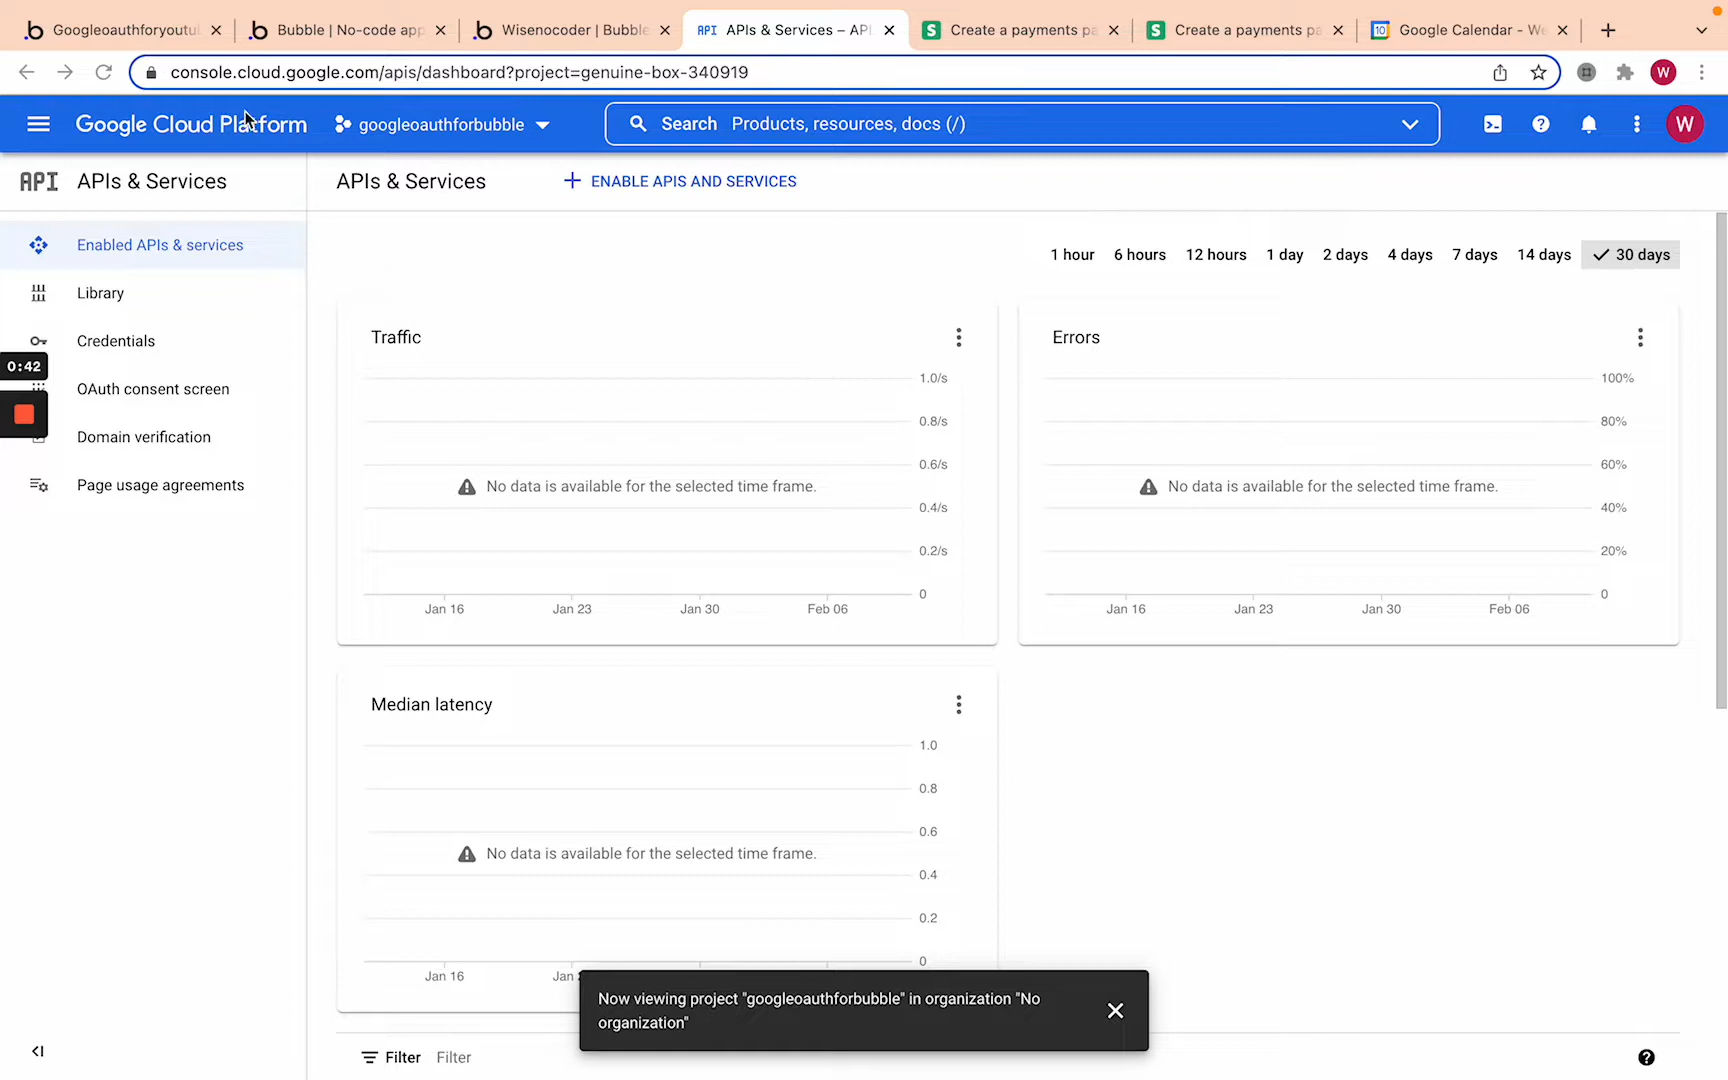 Googleoauthforyoutu
Bubble | No-code app
Wisenocoder | Bubble
API APIs & Services – AP
Create a payments pa
Create a payments pa
10 Google Calendar - We
console.cloud.google.com/apis/dashboard?project=genuine-box-340919
W
Google Cloud Platform
googleoauthforbubble
Search Products, resources, docs (/)
W
API APIs & Services
APIs & Services
ENABLE APIS AND SERVICES
Enabled APIs & services
Library
Credentials
0:42
OAuth consent screen
Domain verification
Page usage agreements
1 hour 6 hours 12 hours 1 day 2 days 4 days 7 days 14 days 30 days
Traffic
1.0/s
0.8/s
0.6/s
No data is available for the selected time frame.
0.4/s
0.2/s
0
Jan 16 Jan 23 Jan 30 Feb 06
Errors
100%
80%
60%
No data is available for the selected time frame.
40%
20%
0
Jan 16 Jan 23 Jan 30 Feb 06
Median latency
1.0
0.8
0.6
No data is available for the selected time frame.
0.4
0.2
0
Jan 16 Jan
Now viewing project "googleoauthforbubble" in organization "No
organization"
Filter Filter